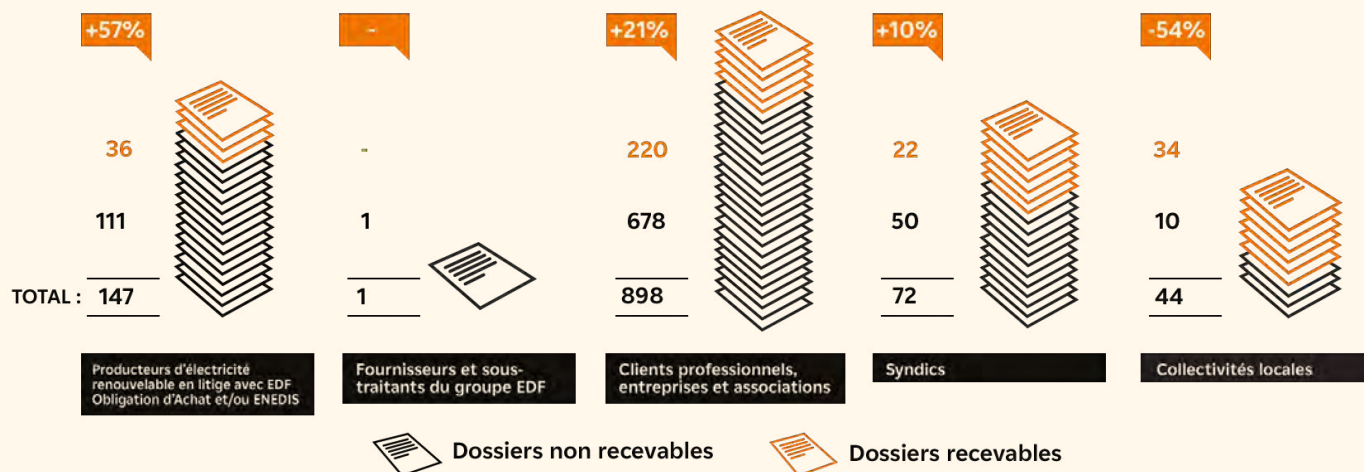 +57%
-
+21%
+10%
-54%
36
-
220
22
34
111
1
678
50
10
TOTAL : 147
1
898
72
44
Producteurs d'électricité
renouvelable en litige avec EDF
Obligation d'Achat et/ou ENEDIS
Fournisseurs et sous-
traitants du groupe EDF
Clients professionnels,
entreprises et associations
Syndics
Collectivités locales
Dossiers non recevables
Dossiers recevables